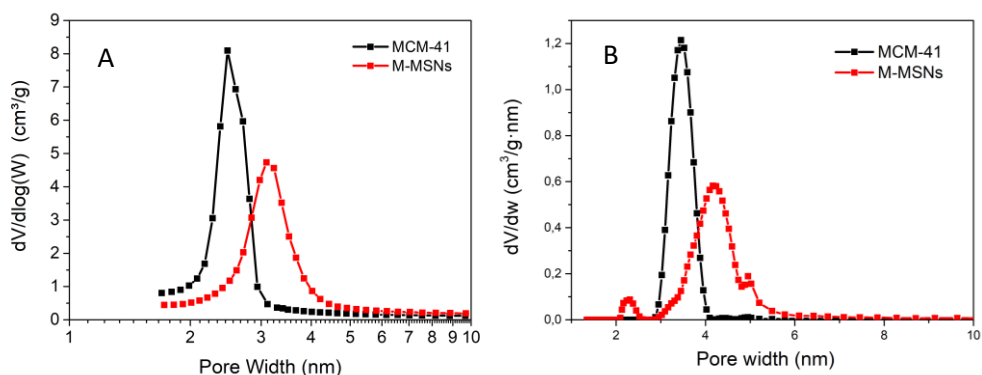 A
MCM-41
M-MSNs
dV/dlog(W) (cm³/g)
9
8
7
6
5
4
3
2
1
0
1 2 3 4 5 6 7 8 9 10
Pore Width (nm)
B
MCM-41
M-MSNs
dV/dw (cm³/g·nm)
1,2
1,0
0,8
0,6
0,4
0,2
0,0
2 4 6 8 10
Pore width (nm)